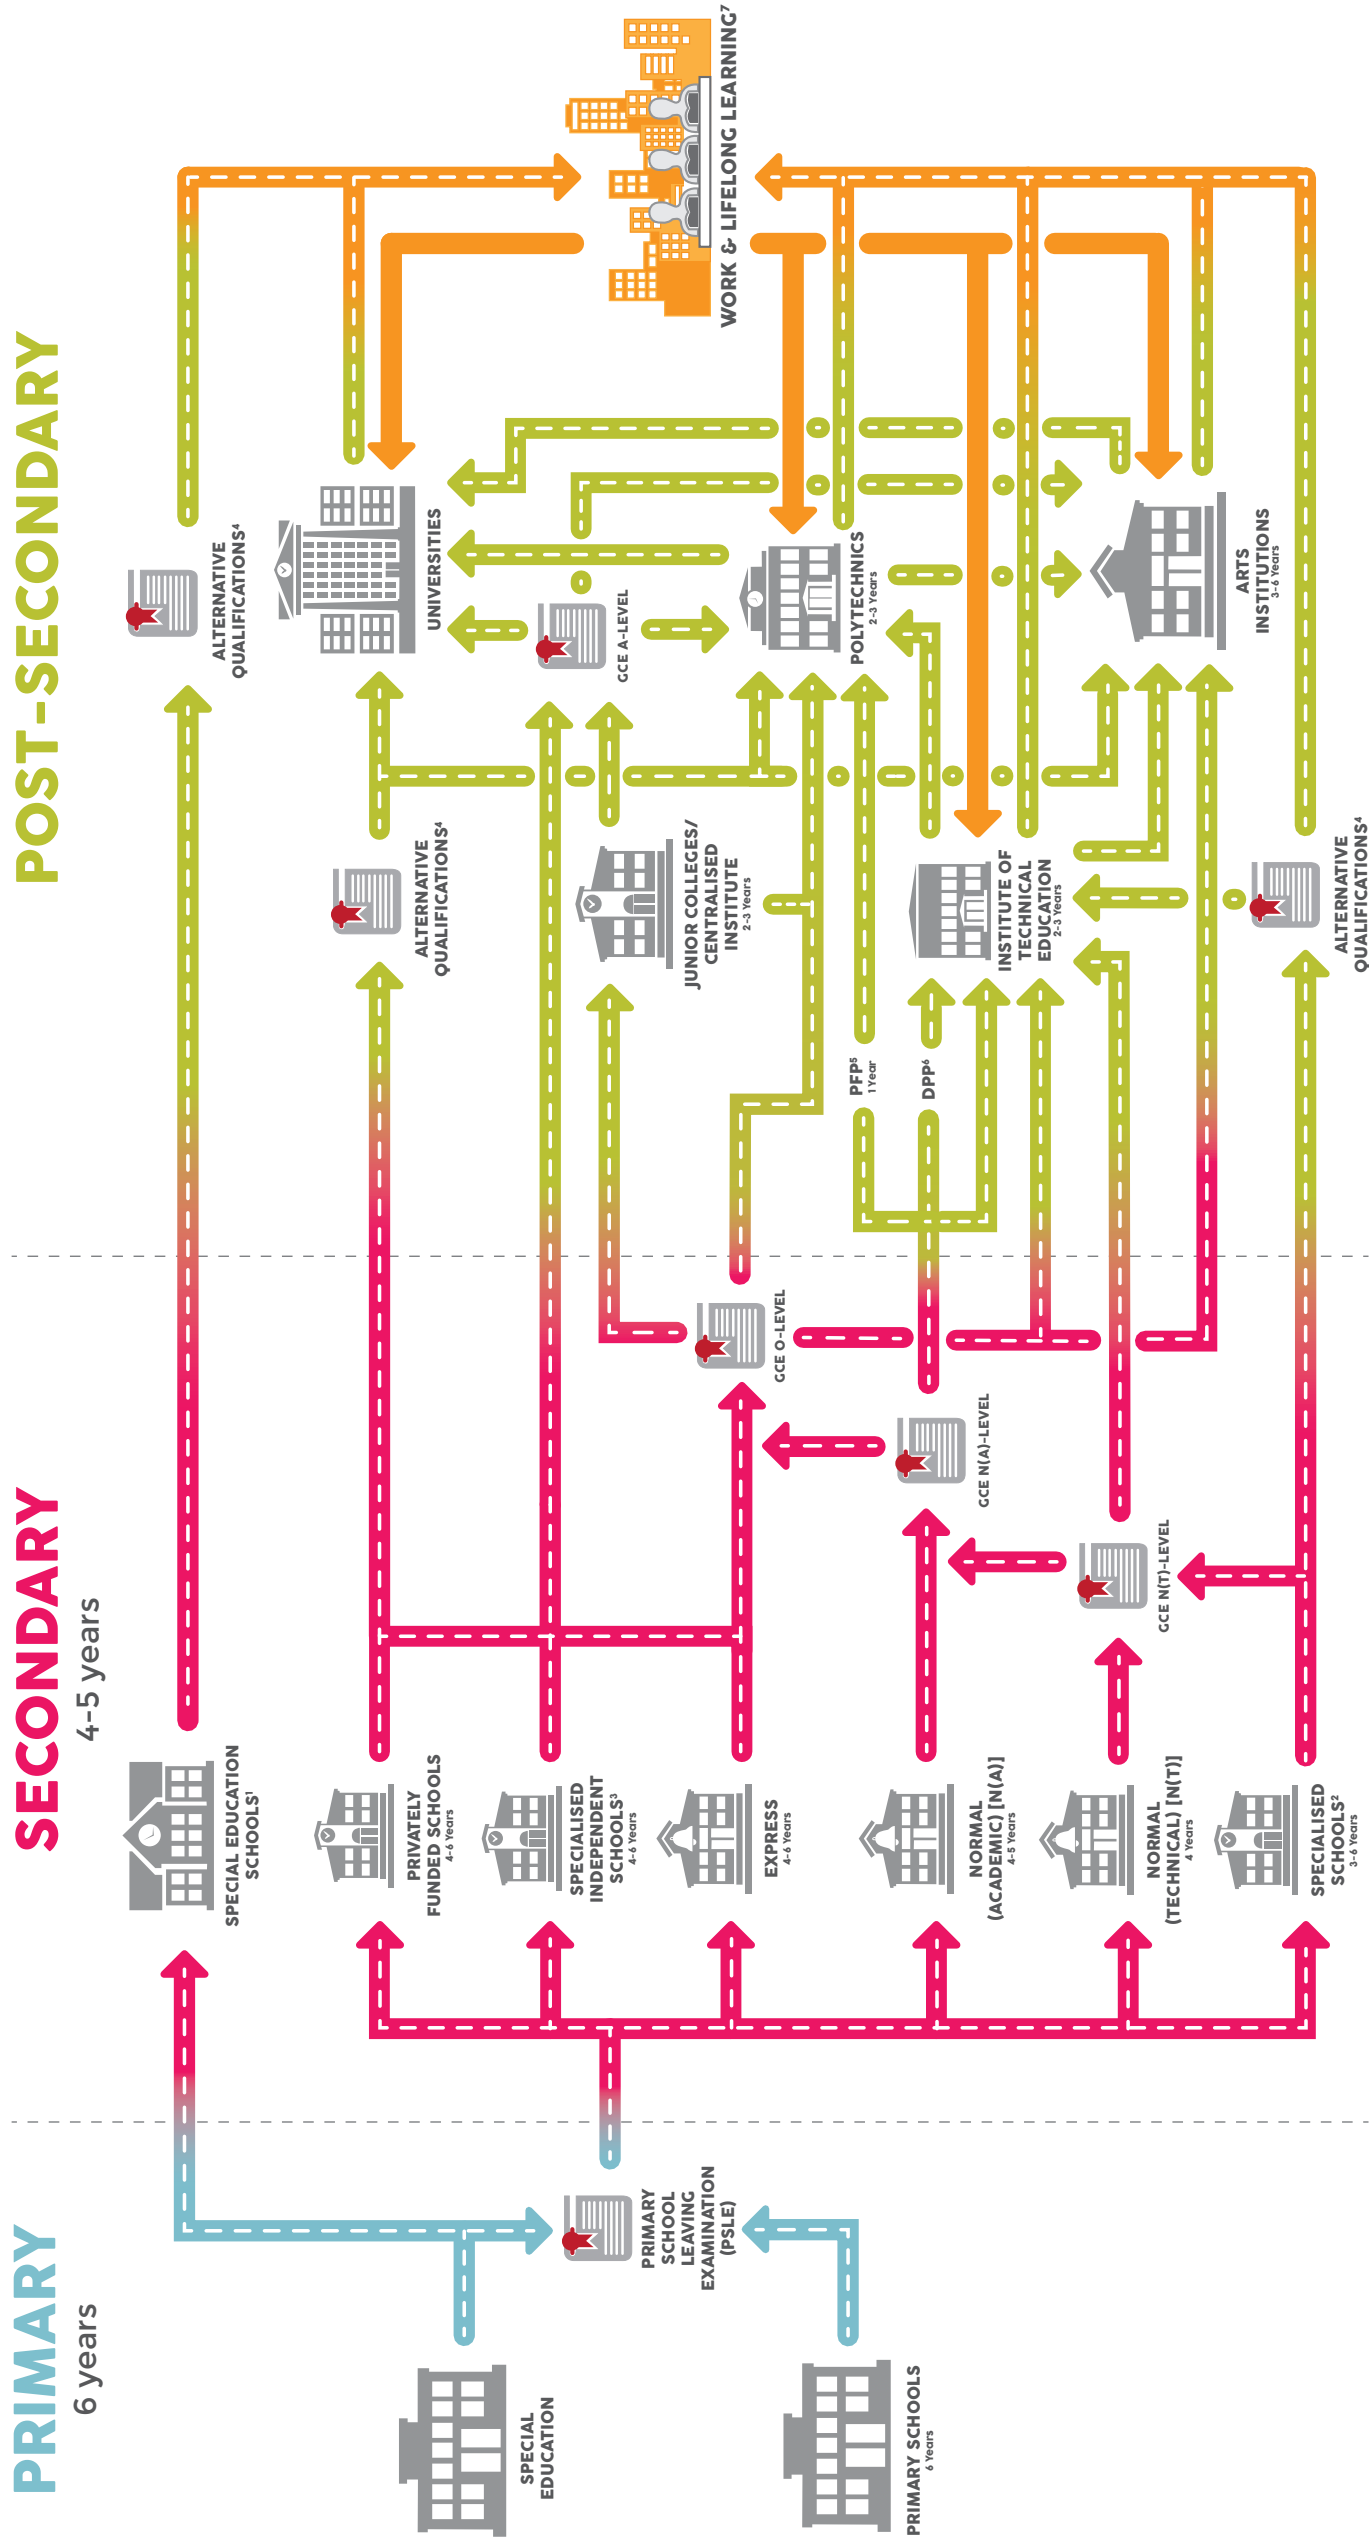 PRIMARY
6 years
SECONDARY
4-5 years
POST-SECONDARY
SPECIAL
EDUCATION
PRIMARY SCHOOLS
6 Years
PRIMARY
SCHOOL
LEAVING
EXAMINATION
(PSLE)
SPECIAL EDUCATION
SCHOOLS¹
PRIVATELY
FUNDED SCHOOLS
4-6 Years
SPECIALISED
INDEPENDENT
SCHOOLS³
4-6 Years
EXPRESS
4-6 Years
NORMAL
(ACADEMIC) [N(A)]
4-5 Years
NORMAL
(TECHNICAL) [N(T)]
4 Years
SPECIALISED
SCHOOLS²
3-6 Years
GCE O-LEVEL
GCE N(A)-LEVEL
GCE N(T)-LEVEL
PFP⁵
1 Year
DPP⁶
ALTERNATIVE
QUALIFICATIONS⁴
JUNIOR COLLEGES/
CENTRALISED
INSTITUTE
2-3 Years
INSTITUTE OF
TECHNICAL
EDUCATION
2-3 Years
ALTERNATIVE
QUALIFICATIONS⁴
ALTERNATIVE
QUALIFICATIONS⁴
UNIVERSITIES
GCE A-LEVEL
POLYTECHNICS
2-3 Years
ARTS
INSTITUTIONS
3-6 Years
WORK & LIFELONG LEARNING⁷